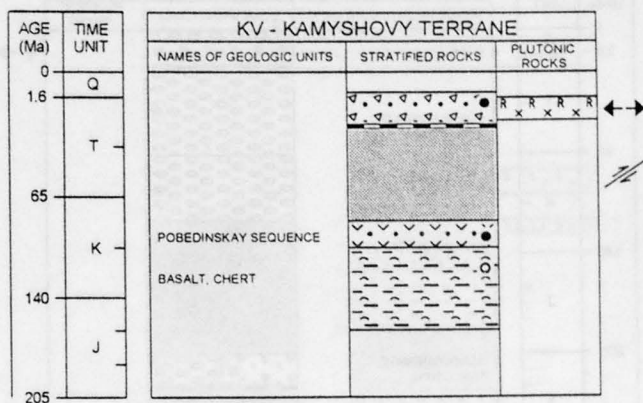 AGE
(Ma)
TIME
UNIT
KV - KAMYSHOVY TERRANE
NAMES OF GEOLOGIC UNITS
STRATIFIED ROCKS
PLUTONIC
ROCKS
0
Q
1.6
R R R R
x x x x
T
65
K
POBEDINSKAY SEQUENCE
BASALT, CHERT
140
J
205